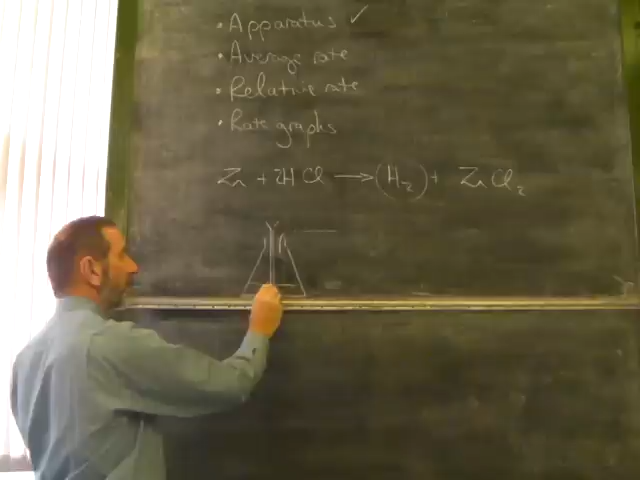 • Apparatus ✓
• Average rate
• Relative rate
• Rate graphs
Zn + 2HCl → (H₂) + ZnCl₂